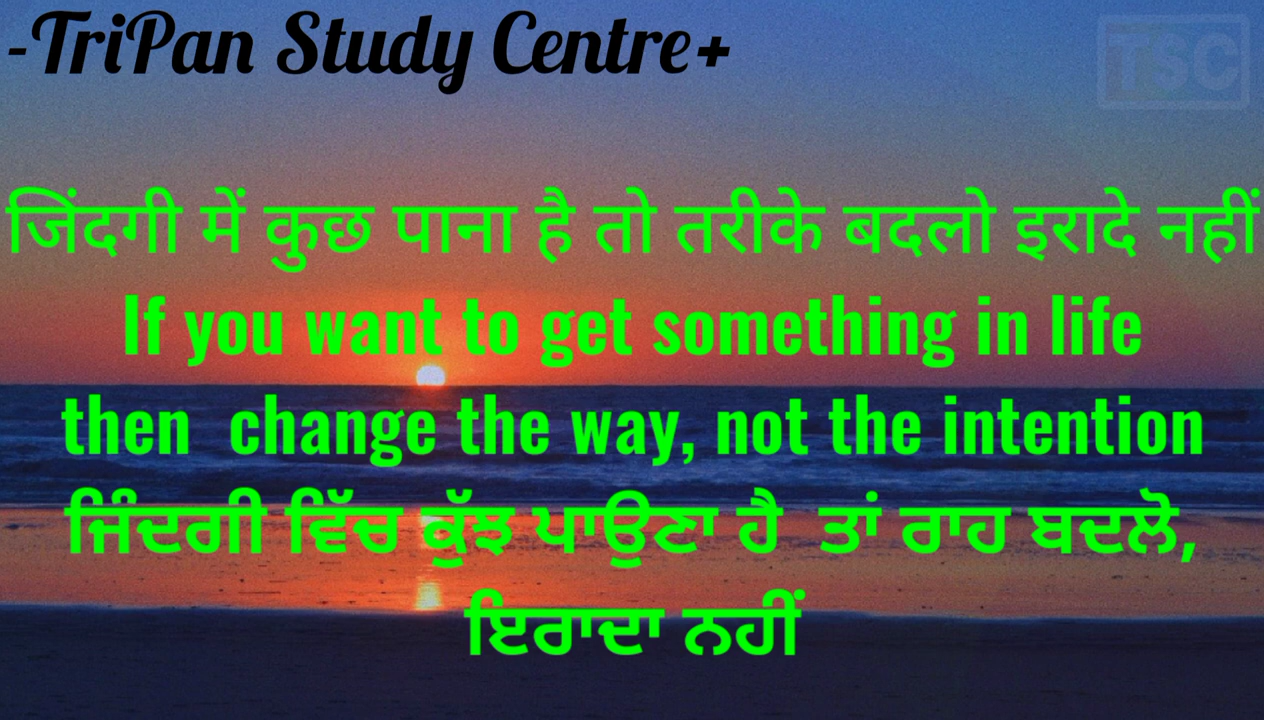 -TriPan Study Centre+
TSC
जिंदगी में कुछ पाना है तो तरीके बदलो इरादे नहीं
If you want to get something in life
then  change the way, not the intention
ਜਿੰਦਗੀ ਵਿੱਚ ਕੁੱਝ ਪਾਉਣਾ ਹੈ  ਤਾਂ ਰਾਹ ਬਦਲੋ,
ਇਰਾਦਾ ਨਹੀਂ